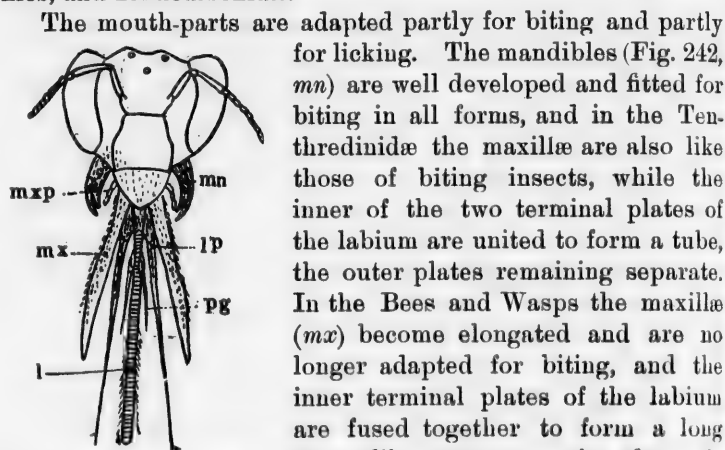 The mouth-parts are adapted partly for biting and partly
for licking. The mandibles (Fig. 242,
mn) are well developed and fitted for
biting in all forms, and in the Ten-
thredinidæ the maxillæ are also like
those of biting insects, while the
inner of the two terminal plates of
the labium are united to form a tube,
the outer plates remaining separate.
In the Bees and Wasps the maxillæ
(mx) become elongated and are no
longer adapted for biting, and the
inner terminal plates of the labium
are fused together to form a long
mxp
mn
mx
lp
pg
l